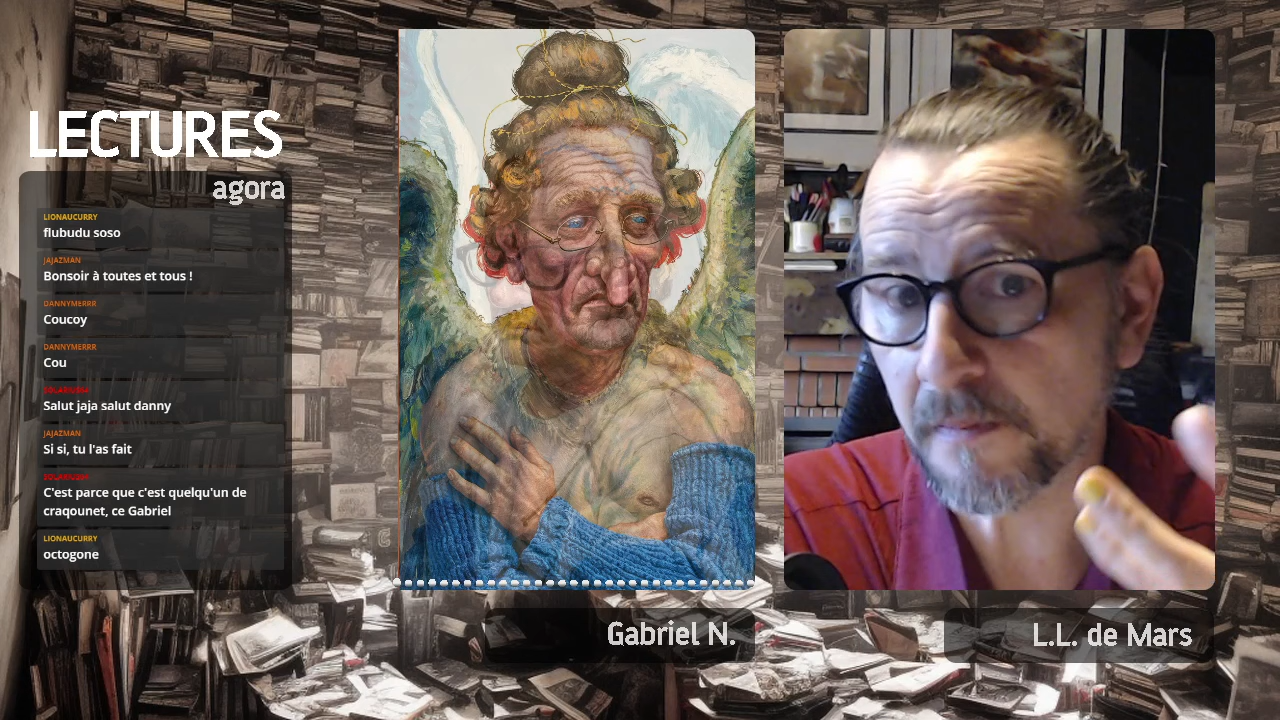 LECTURES
agora
LIONAUCURRY
flubudu soso
JAJAZMAN
Bonsoir à toutes et tous !
DANNYMERRR
Coucoy
DANNYMERRR
Cou
Salut jaja salut danny
JAJAZMAN
Si si, tu l'as fait
C'est parce que c'est quelqu'un de
craqounet, ce Gabriel
LIONAUCURRY
octogone
Gabriel N.
L.L. de Mars